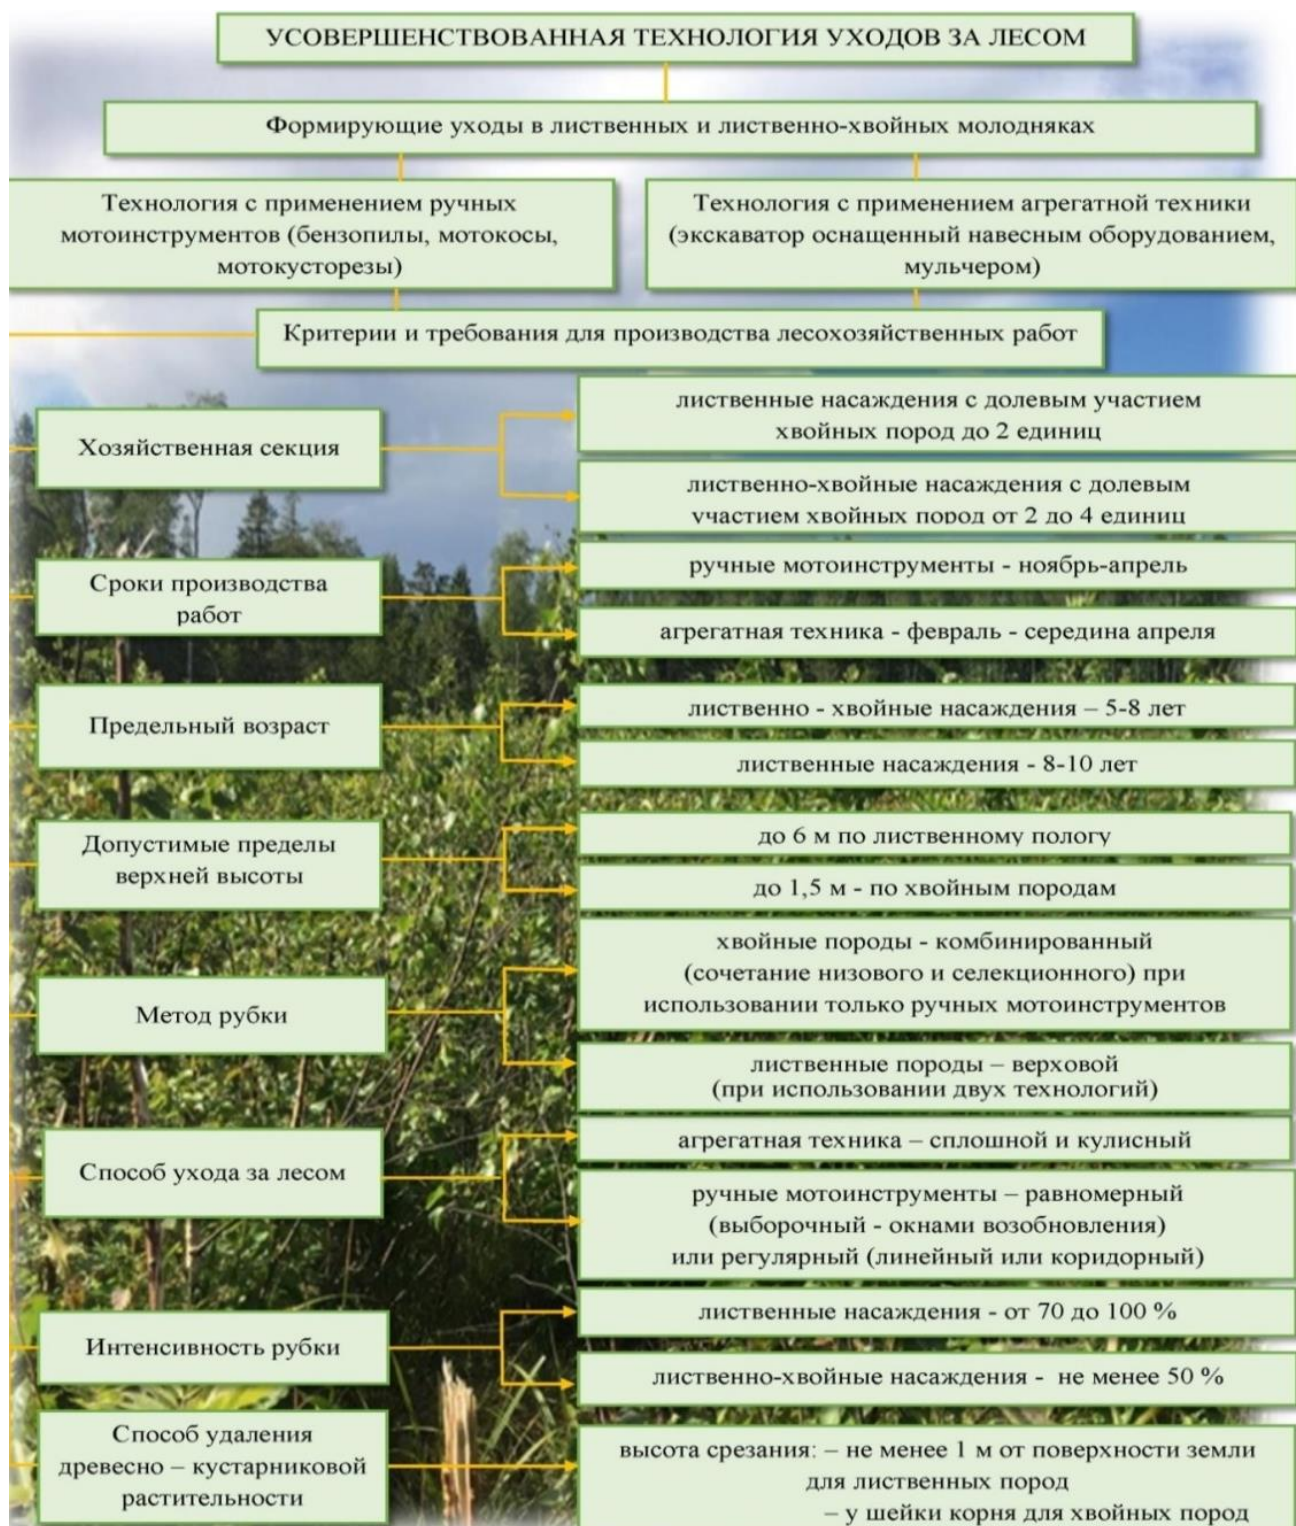 УСОВЕРШЕНСТВОВАННАЯ ТЕХНОЛОГИЯ УХОДОВ ЗА ЛЕСОМ
Формирующие уходы в лиственных и лиственно-хвойных молодняках
Технология с применением ручных
мотоинструментов (бензопилы, мотокосы,
мотокусторезы)
Технология с применением агрегатной техники
(экскаватор оснащенный навесным оборудованием,
мульчером)
Критерии и требования для производства лесохозяйственных работ
Хозяйственная секция
лиственные насаждения с долевым участием
хвойных пород до 2 единиц
лиственно-хвойные насаждения с долевым
участием хвойных пород от 2 до 4 единиц
Сроки производства
работ
ручные мотоинструменты - ноябрь-апрель
агрегатная техника - февраль - середина апреля
Предельный возраст
лиственно - хвойные насаждения – 5-8 лет
лиственные насаждения - 8-10 лет
Допустимые пределы
верхней высоты
до 6 м по лиственному пологу
до 1,5 м - по хвойным породам
Метод рубки
хвойные породы - комбинированный
(сочетание низового и селекционного) при
использовании только ручных мотоинструментов
лиственные породы – верховой
(при использовании двух технологий)
Способ ухода за лесом
агрегатная техника – сплошной и кулисный
ручные мотоинструменты – равномерный
(выборочный - окнами возобновления)
или регулярный (линейный или коридорный)
Интенсивность рубки
лиственные насаждения - от 70 до 100 %
лиственно-хвойные насаждения - не менее 50 %
Способ удаления
древесно – кустарниковой
растительности
высота срезания: – не менее 1 м от поверхности земли
для лиственных пород
– у шейки корня для хвойных пород